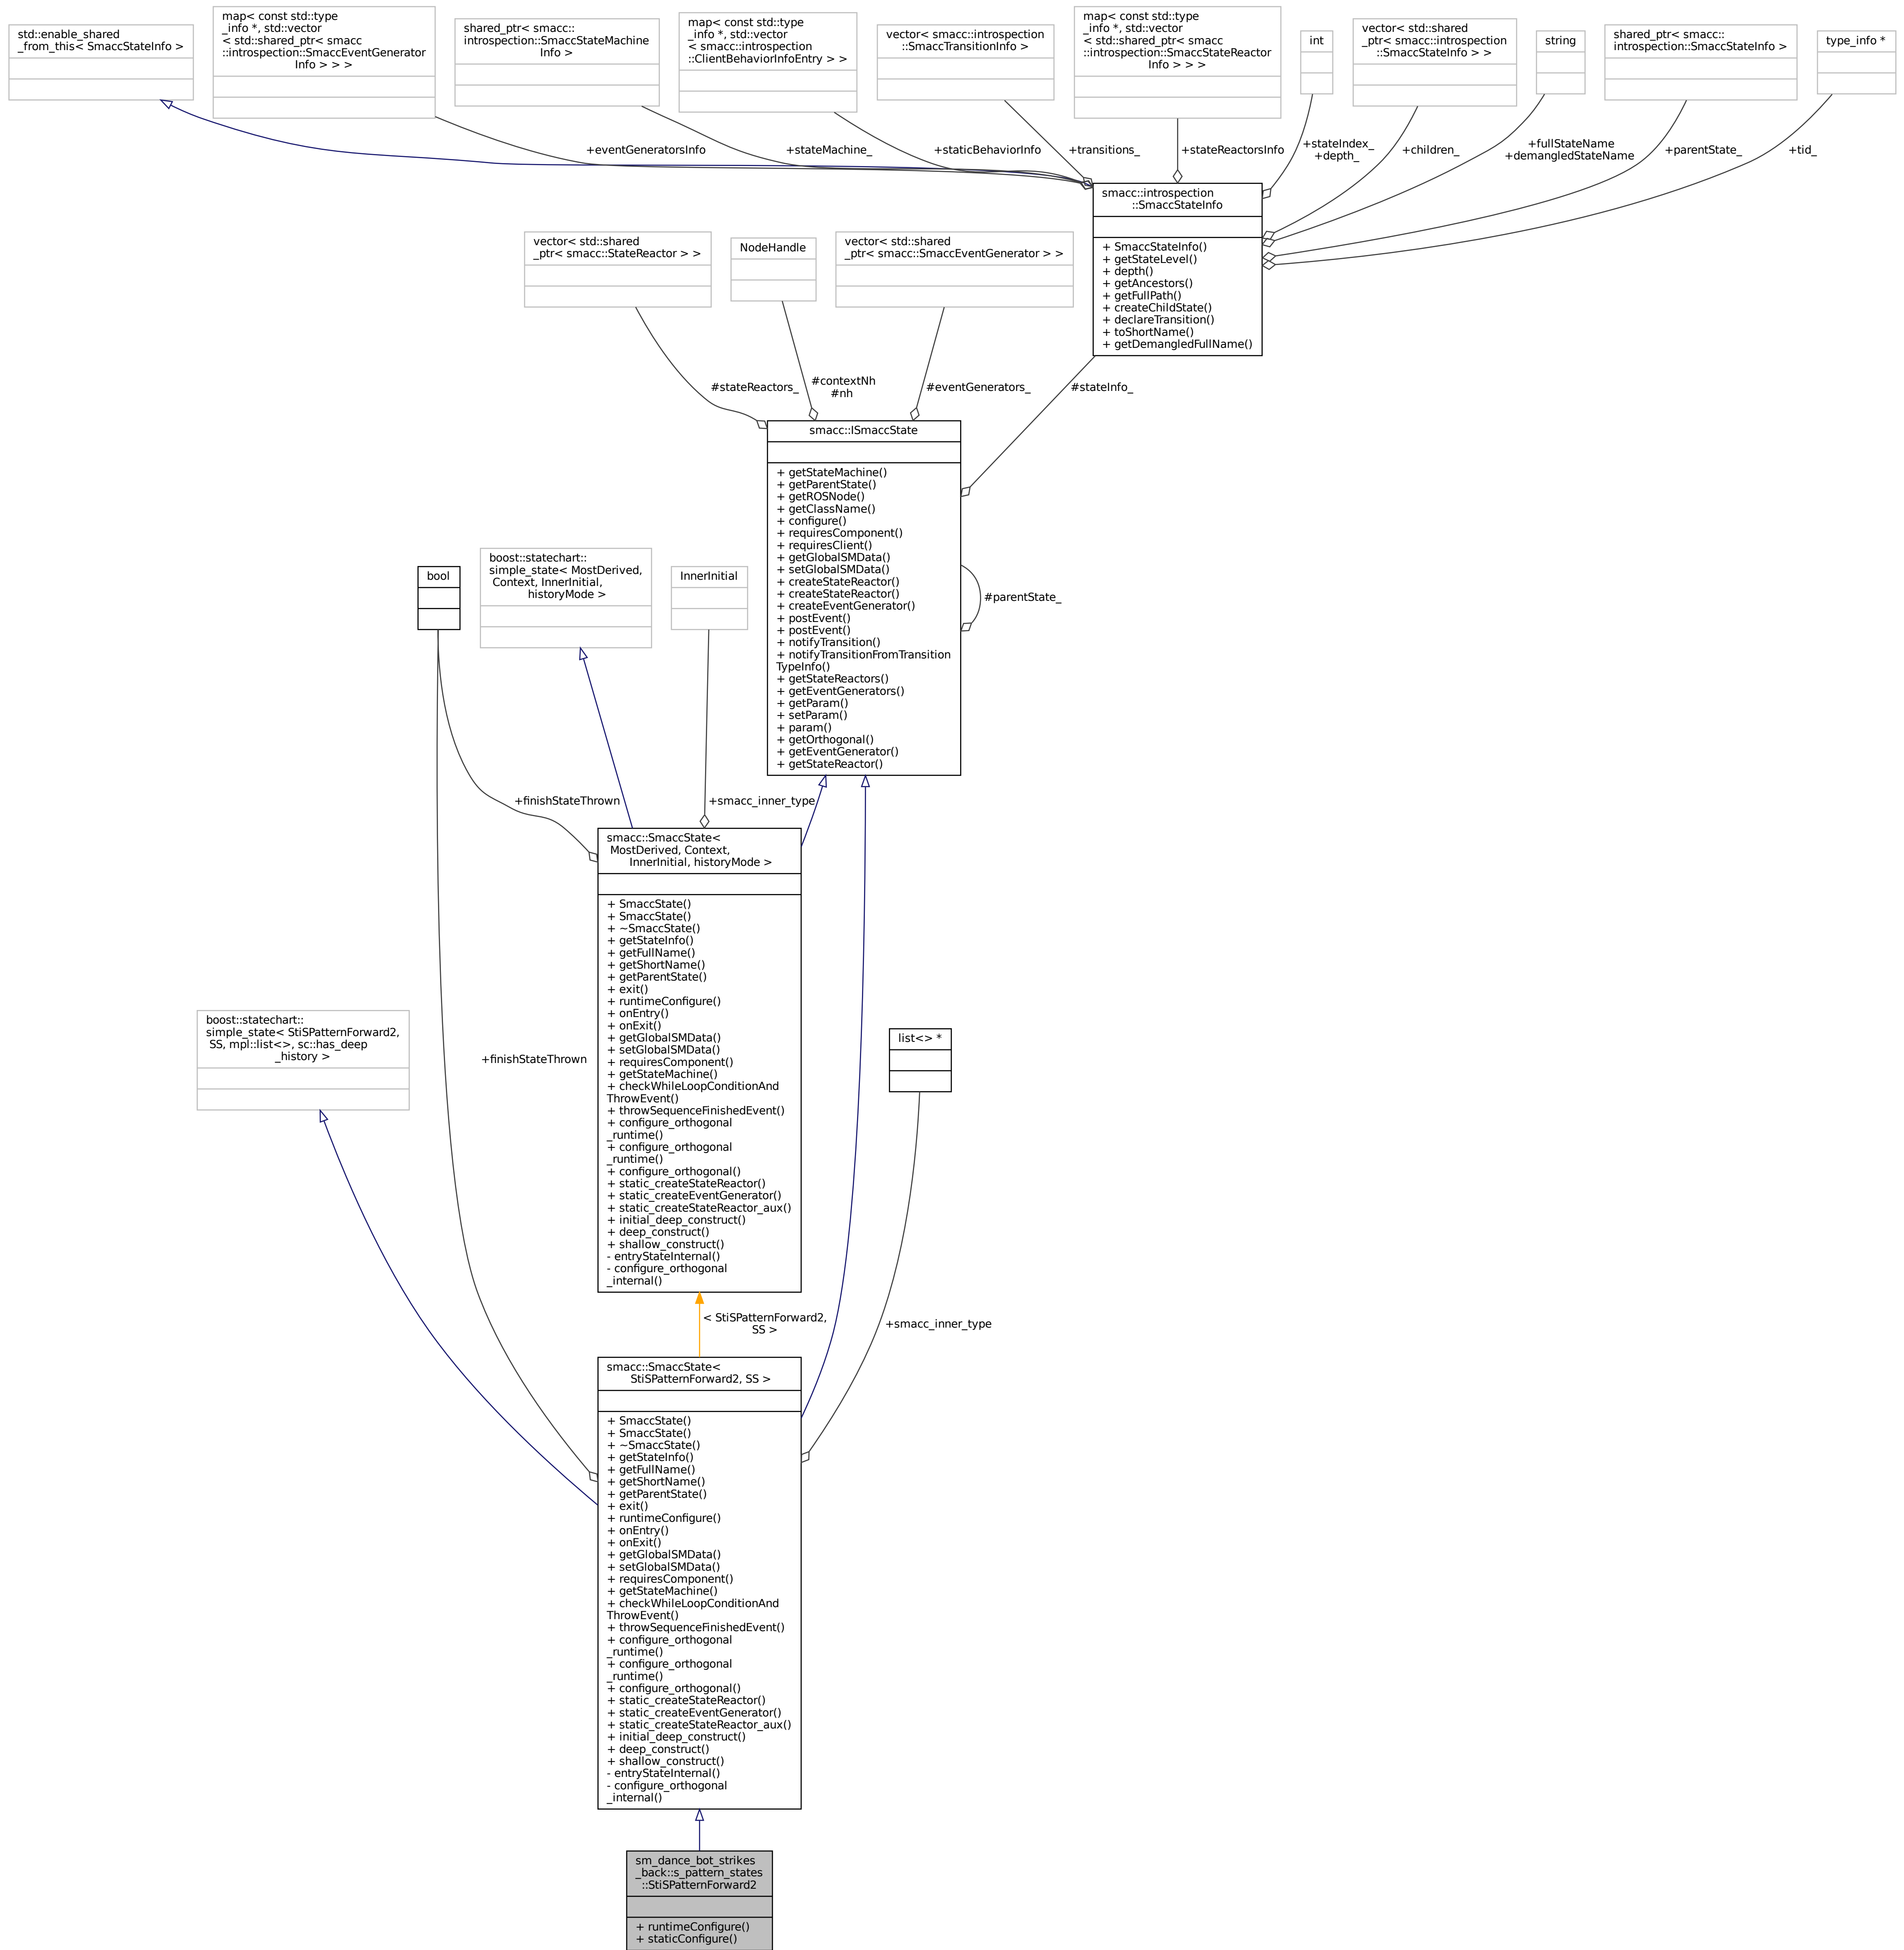 std::enable_shared
_from_this< SmaccStateInfo >
map< const std::type
_info *, std::vector
< std::shared_ptr< smacc
::introspection::SmaccEventGenerator
Info > > >
shared_ptr< smacc::
introspection::SmaccStateMachine
Info >
map< const std::type
_info *, std::vector
< smacc::introspection
::ClientBehaviorInfoEntry > >
vector< smacc::introspection
::SmaccTransitionInfo >
map< const std::type
_info *, std::vector
< std::shared_ptr< smacc
::introspection::SmaccStateReactor
Info > > >
int
vector< std::shared
_ptr< smacc::introspection
::SmaccStateInfo > >
string
shared_ptr< smacc::
introspection::SmaccStateInfo >
type_info *
+eventGeneratorsInfo
+stateMachine_
+staticBehaviorInfo
+transitions_
+stateReactorsInfo
+stateIndex_
+depth_
+children_
+fullStateName
+demangledStateName
+parentState_
+tid_
smacc::introspection
::SmaccStateInfo
+ SmaccStateInfo()
+ getStateLevel()
+ depth()
+ getAncestors()
+ getFullPath()
+ createChildState()
+ declareTransition()
+ toShortName()
+ getDemangledFullName()
vector< std::shared
_ptr< smacc::StateReactor > >
NodeHandle
vector< std::shared
_ptr< smacc::SmaccEventGenerator > >
#stateReactors_
#contextNh
#nh
#eventGenerators_
#stateInfo_
smacc::ISmaccState
+ getStateMachine()
+ getParentState()
+ getROSNode()
+ getClassName()
+ configure()
+ requiresComponent()
+ requiresClient()
+ getGlobalSMData()
+ setGlobalSMData()
+ createStateReactor()
+ createStateReactor()
+ createEventGenerator()
+ postEvent()
+ postEvent()
+ notifyTransition()
+ notifyTransitionFromTransition
TypeInfo()
+ getStateReactors()
+ getEventGenerators()
+ getParam()
+ setParam()
+ param()
+ getOrthogonal()
+ getEventGenerator()
+ getStateReactor()
#parentState_
bool
boost::statechart::
simple_state< MostDerived,
Context, InnerInitial,
historyMode >
InnerInitial
+finishStateThrown
+smacc_inner_type
smacc::SmaccState<
MostDerived, Context,
InnerInitial, historyMode >
+ SmaccState()
+ SmaccState()
+ ~SmaccState()
+ getStateInfo()
+ getFullName()
+ getShortName()
+ getParentState()
+ exit()
+ runtimeConfigure()
+ onEntry()
+ onExit()
+ getGlobalSMData()
+ setGlobalSMData()
+ requiresComponent()
+ getStateMachine()
+ checkWhileLoopConditionAnd
ThrowEvent()
+ throwSequenceFinishedEvent()
+ configure_orthogonal
_runtime()
+ configure_orthogonal
_runtime()
+ configure_orthogonal()
+ static_createStateReactor()
+ static_createEventGenerator()
+ static_createStateReactor_aux()
+ initial_deep_construct()
+ deep_construct()
+ shallow_construct()
- entryStateInternal()
- configure_orthogonal
_internal()
boost::statechart::
simple_state< StiSPatternForward2,
SS, mpl::list<>, sc::has_deep
_history >
+finishStateThrown
list<> *
< StiSPatternForward2,
SS >
+smacc_inner_type
smacc::SmaccState<
StiSPatternForward2, SS >
+ SmaccState()
+ SmaccState()
+ ~SmaccState()
+ getStateInfo()
+ getFullName()
+ getShortName()
+ getParentState()
+ exit()
+ runtimeConfigure()
+ onEntry()
+ onExit()
+ getGlobalSMData()
+ setGlobalSMData()
+ requiresComponent()
+ getStateMachine()
+ checkWhileLoopConditionAnd
ThrowEvent()
+ throwSequenceFinishedEvent()
+ configure_orthogonal
_runtime()
+ configure_orthogonal
_runtime()
+ configure_orthogonal()
+ static_createStateReactor()
+ static_createEventGenerator()
+ static_createStateReactor_aux()
+ initial_deep_construct()
+ deep_construct()
+ shallow_construct()
- entryStateInternal()
- configure_orthogonal
_internal()
sm_dance_bot_strikes
_back::s_pattern_states
::StiSPatternForward2
+ runtimeConfigure()
+ staticConfigure()